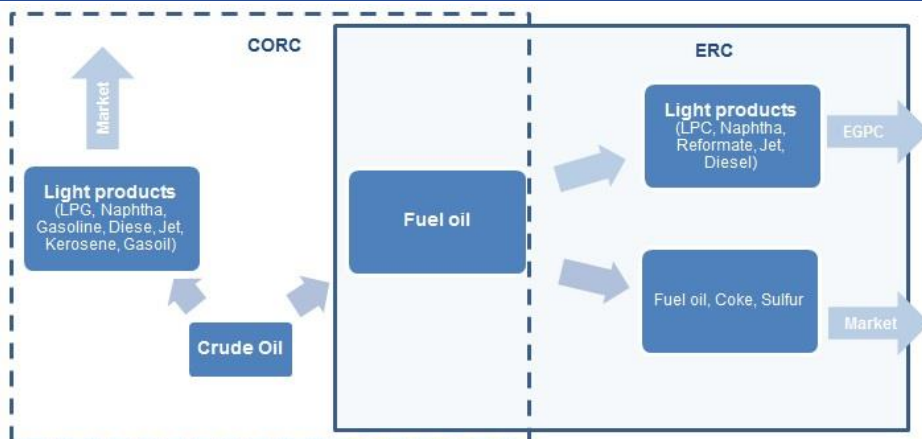 CORC
ERC
Market
Light products
(LPG, Naphtha,
Gasoline, Diese, Jet,
Kerosene, Gasoil)
Crude Oil
Fuel oil
Light products
(LPC, Naphtha,
Reformate, Jet,
Diesel)
EGPC
Fuel oil, Coke, Sulfur
Market